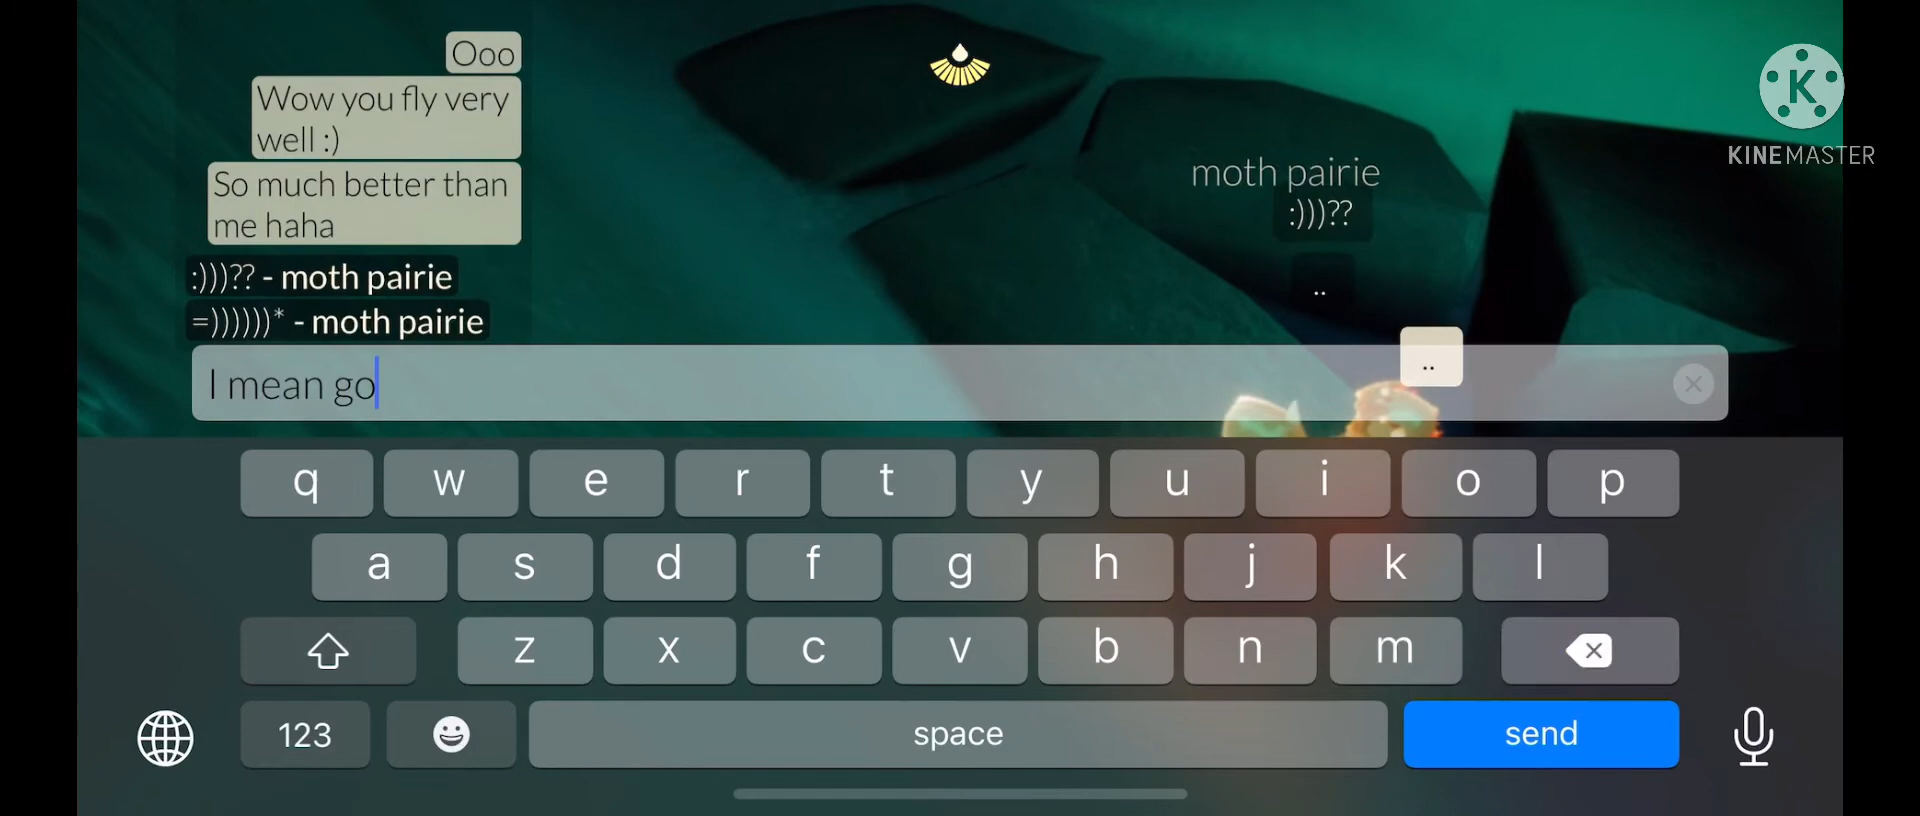 Ooo
Wow you fly very
well :)
So much better than
me haha
:)))?? - moth pairie
=))))))* - moth pairie
moth pairie
:)))??
..
..
I mean go
K
KINEMASTER
q w e r t y u i o p
a s d f g h j k l
z x c v b n m
123 space send